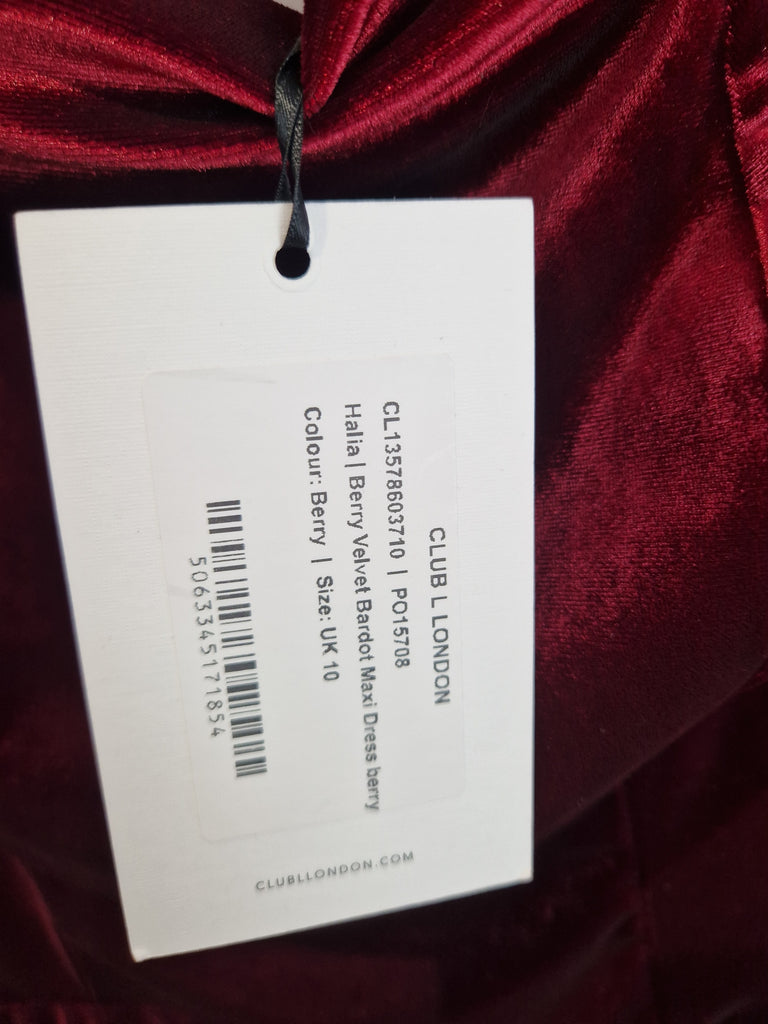 CLUB L LONDON
CL13578603710 | PO15708
Halia | Berry Velvet Bardot Maxi Dress berry
Colour: Berry | Size: UK 10
5063345171854
CLUBLLONDON.COM